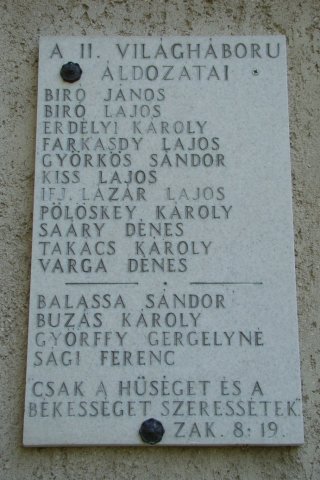 A II. VILÁGHÁBORU
ÁLDOZATAI
BIRÓ JÁNOS
BIRÓ LAJOS
ERDÉLYI KÁROLY
FARKASDY LAJOS
GYÖRKÖS SÁNDOR
KISS LAJOS
IFJ. LÁZÁR LAJOS
PÖLÖSKEY KÁROLY
SAÁRY DÉNES
TAKÁCS KÁROLY
VARGA DÉNES
BALASSA SÁNDOR
BUZÁS KÁROLY
GYÖRFFY GERGELYNÉ
SÁGI FERENC
CSAK A HŰSÉGET ÉS A
BÉKESSÉGET SZERESSÉTEK
ZAK. 8:19.